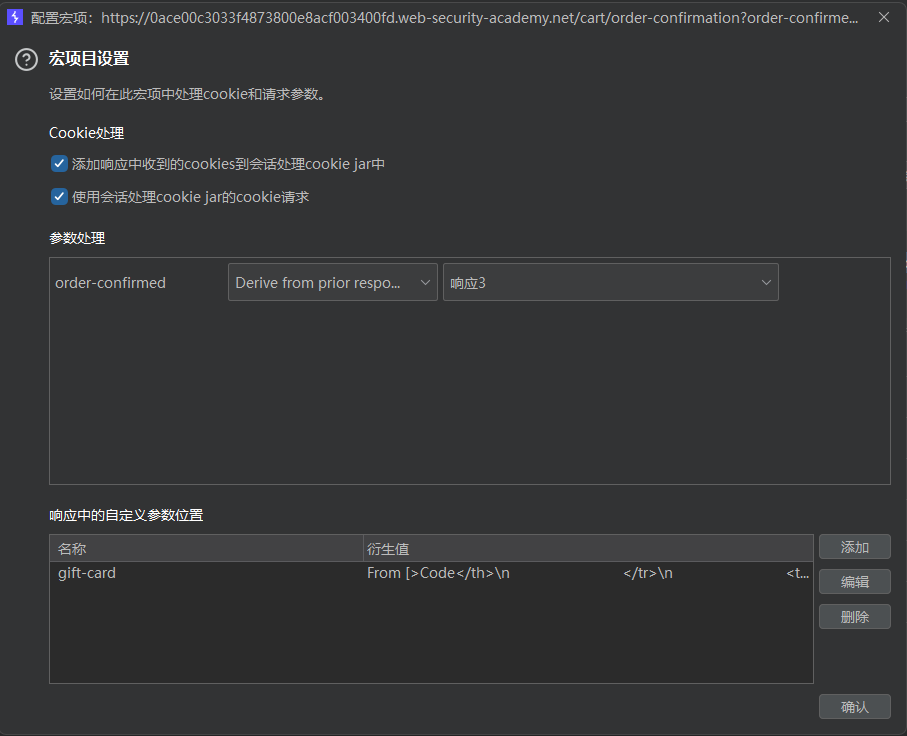 配置宏项：https://0ace00c3033f4873800e8acf003400fd.web-security-academy.net/cart/order-confirmation?order-confirme...
宏项目设置
设置如何在此宏项中处理cookie和请求参数。
Cookie处理
添加响应中收到的cookies到会话处理cookie jar中
使用会话处理cookie jar的cookie请求
参数处理
order-confirmed Derive from prior respo... 响应3
响应中的自定义参数位置
名称 衍生值 添加
gift-card From [>Code</th>\n </tr>\n <t...
编辑
删除
确认